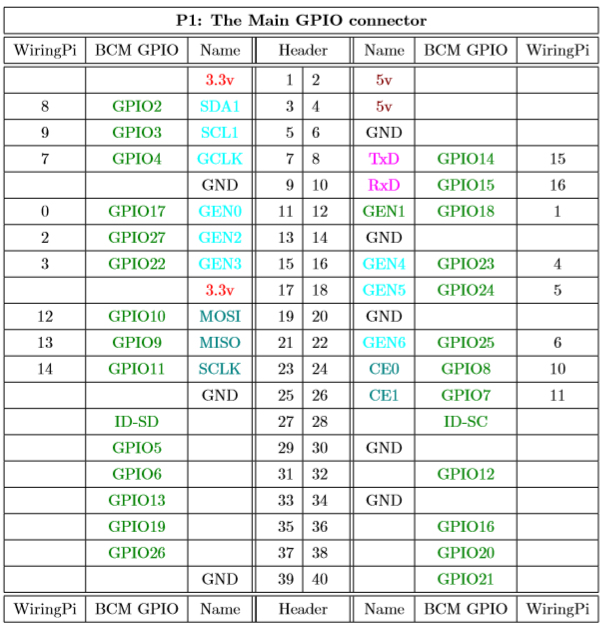 P1: The Main GPIO connector
WiringPi BCM GPIO Name Header Name BCM GPIO WiringPi
3.3v 1 2 5v
8 GPIO2 SDA1 3 4 5v
9 GPIO3 SCL1 5 6 GND
7 GPIO4 GCLK 7 8 TxD GPIO14 15
GND 9 10 RxD GPIO15 16
0 GPIO17 GEN0 11 12 GEN1 GPIO18 1
2 GPIO27 GEN2 13 14 GND
3 GPIO22 GEN3 15 16 GEN4 GPIO23 4
3.3v 17 18 GEN5 GPIO24 5
12 GPIO10 MOSI 19 20 GND
13 GPIO9 MISO 21 22 GEN6 GPIO25 6
14 GPIO11 SCLK 23 24 CE0 GPIO8 10
GND 25 26 CE1 GPIO7 11
ID-SD 27 28 ID-SC
GPIO5 29 30 GND
GPIO6 31 32 GPIO12
GPIO13 33 34 GND
GPIO19 35 36 GPIO16
GPIO26 37 38 GPIO20
GND 39 40 GPIO21
WiringPi BCM GPIO Name Header Name BCM GPIO WiringPi